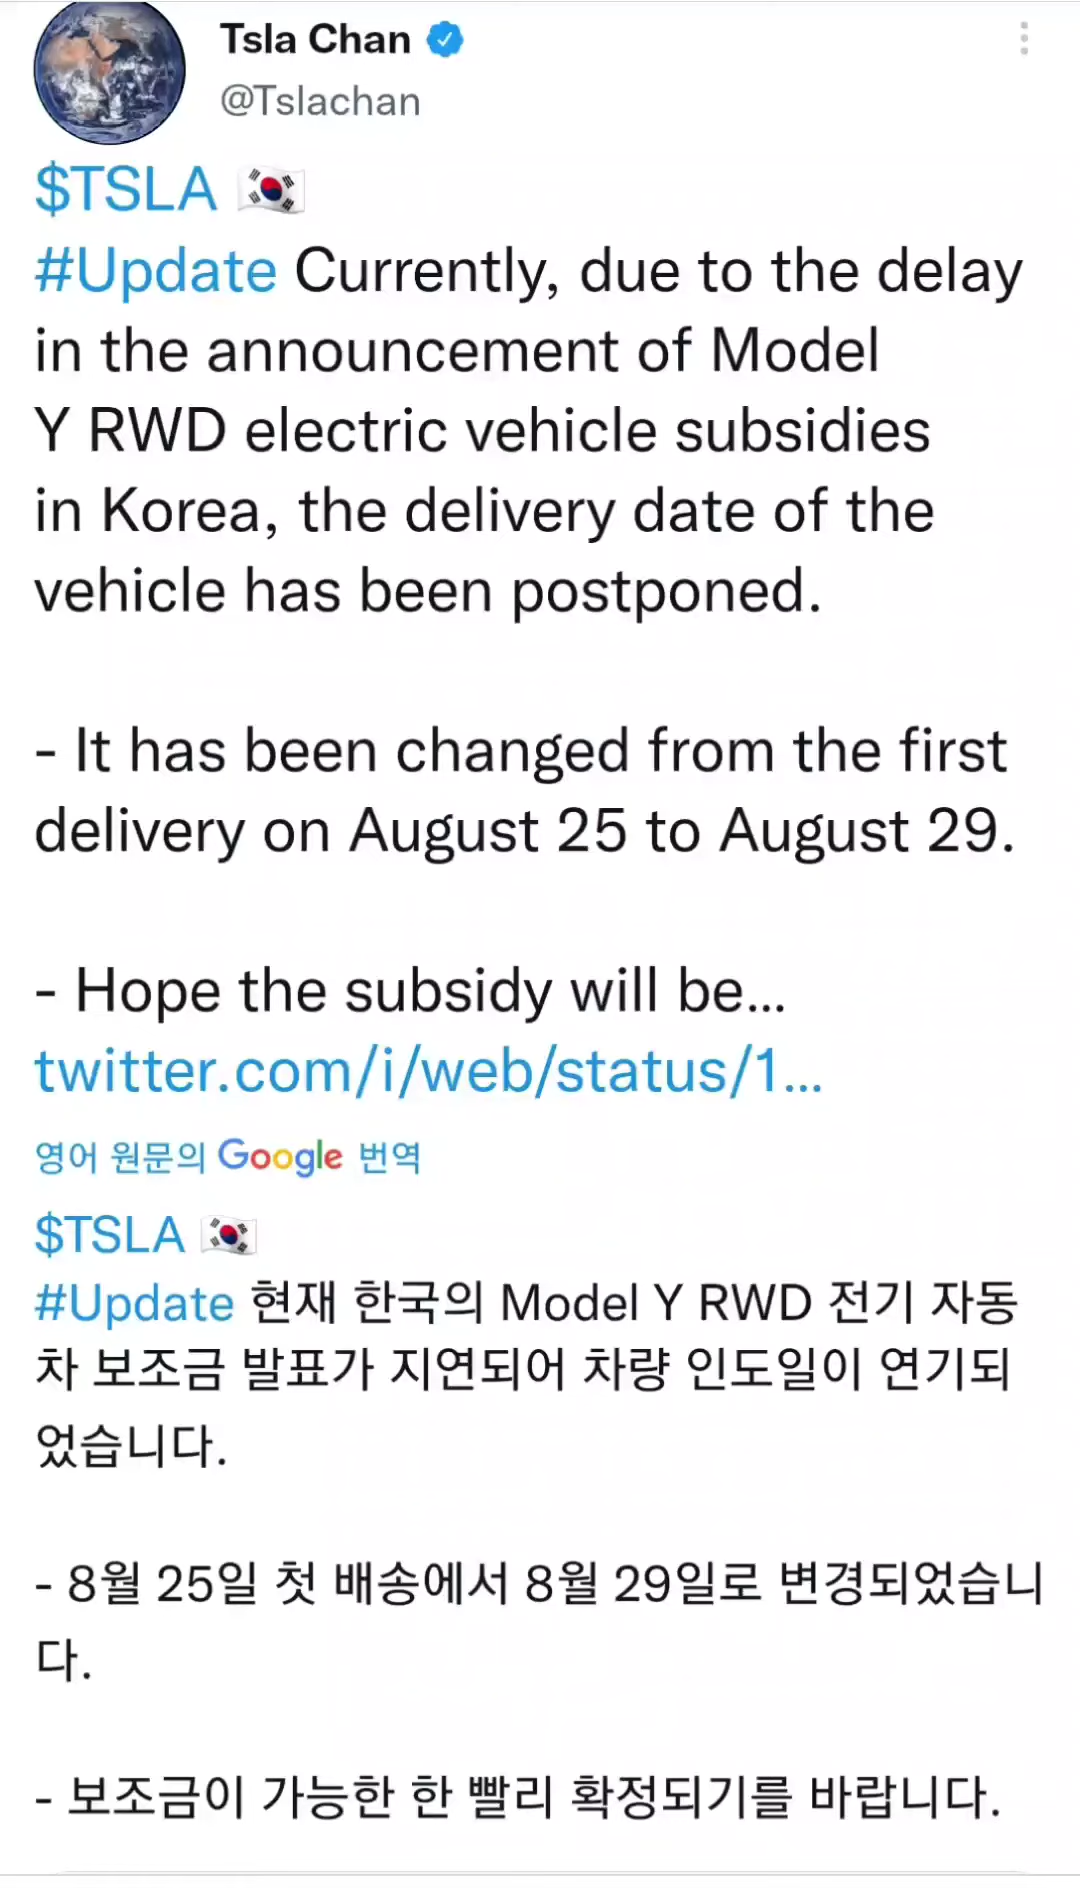 Tsla Chan
@Tslachan
$TSLA 🇰🇷
#Update Currently, due to the delay
in the announcement of Model
Y RWD electric vehicle subsidies
in Korea, the delivery date of the
vehicle has been postponed.
- It has been changed from the first
delivery on August 25 to August 29.
- Hope the subsidy will be…
twitter.com/i/web/status/1…
영어 원문의 Google 번역
$TSLA 🇰🇷
#Update 현재 한국의 Model Y RWD 전기 자동
차 보조금 발표가 지연되어 차량 인도일이 연기되
었습니다.
- 8월 25일 첫 배송에서 8월 29일로 변경되었습니
다.
- 보조금이 가능한 한 빨리 확정되기를 바랍니다.